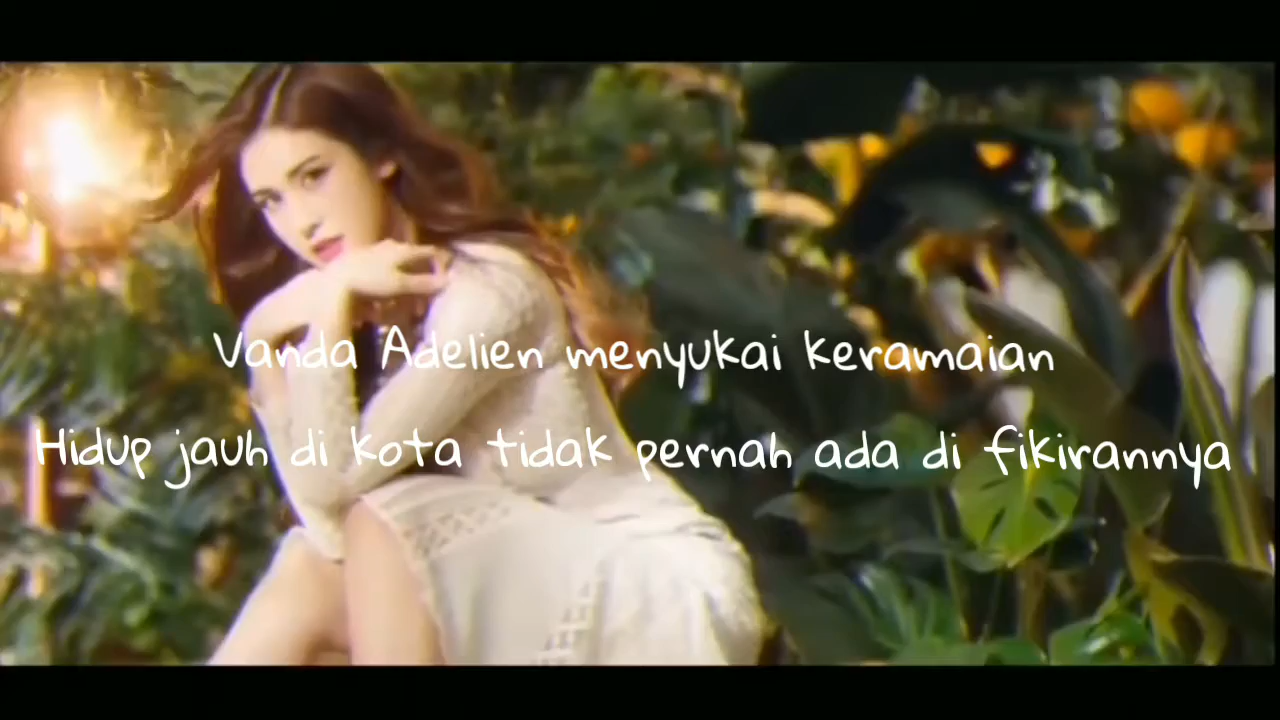 Vanda Adelien menyukai keramaian
Hidup jauh di kota tidak pernah ada di fikirannya